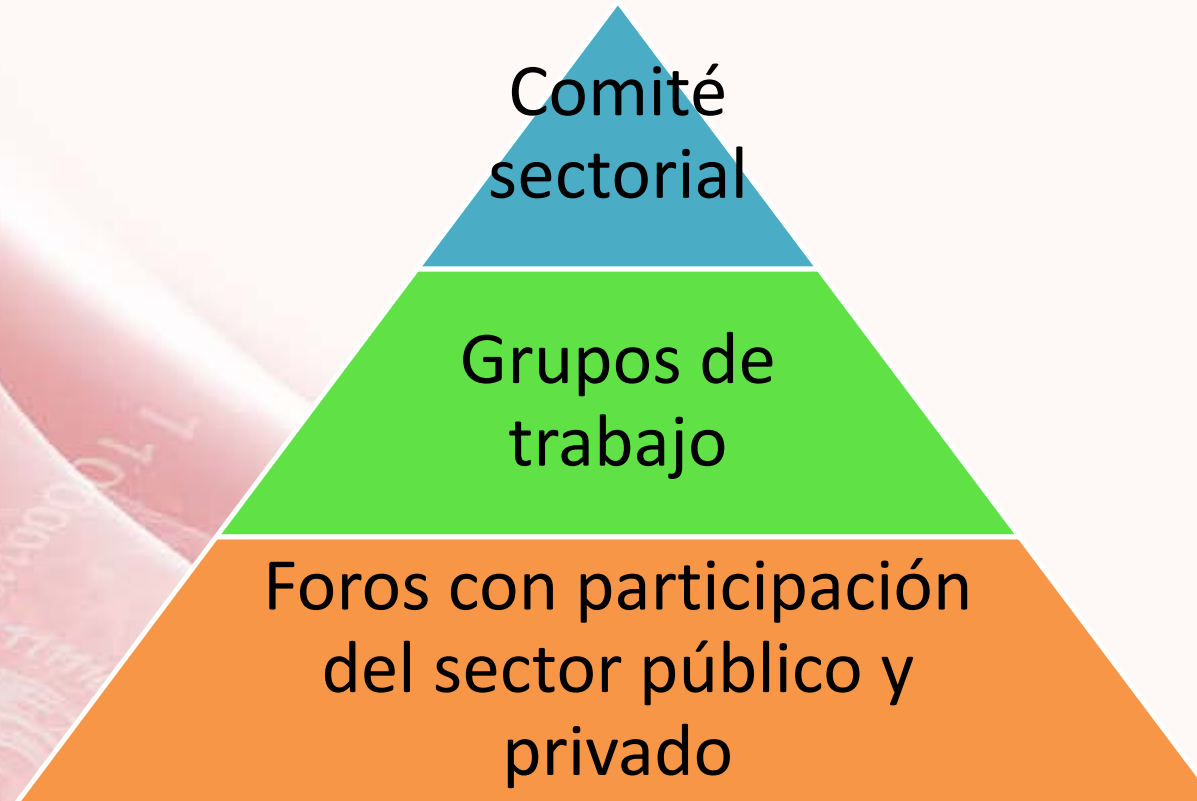 Comité
sectorial
Grupos de
trabajo
Foros con participación
del sector público y
privado